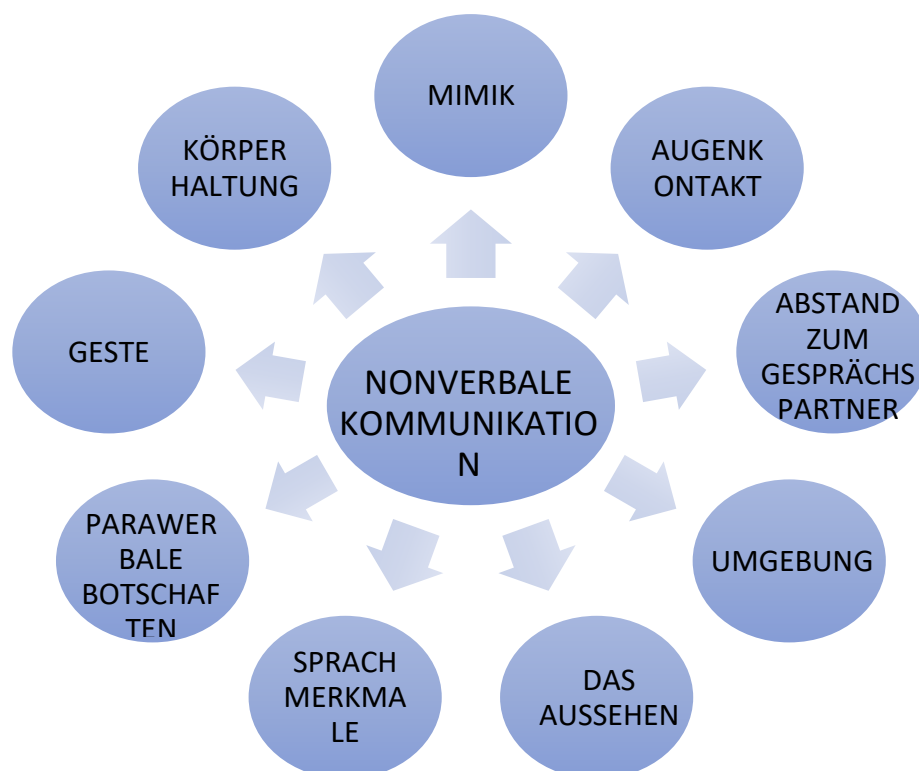 MIMIK
KÖRPER
HALTUNG
AUGENK
ONTAKT
GESTE
ABSTAND
ZUM
GESPRÄCHS
PARTNER
NONVERBALE
KOMMUNIKATIO
N
PARAWER
BALE
BOTSCHAF
TEN
UMGEBUNG
SPRACH
MERKMA
LE
DAS
AUSSEHEN